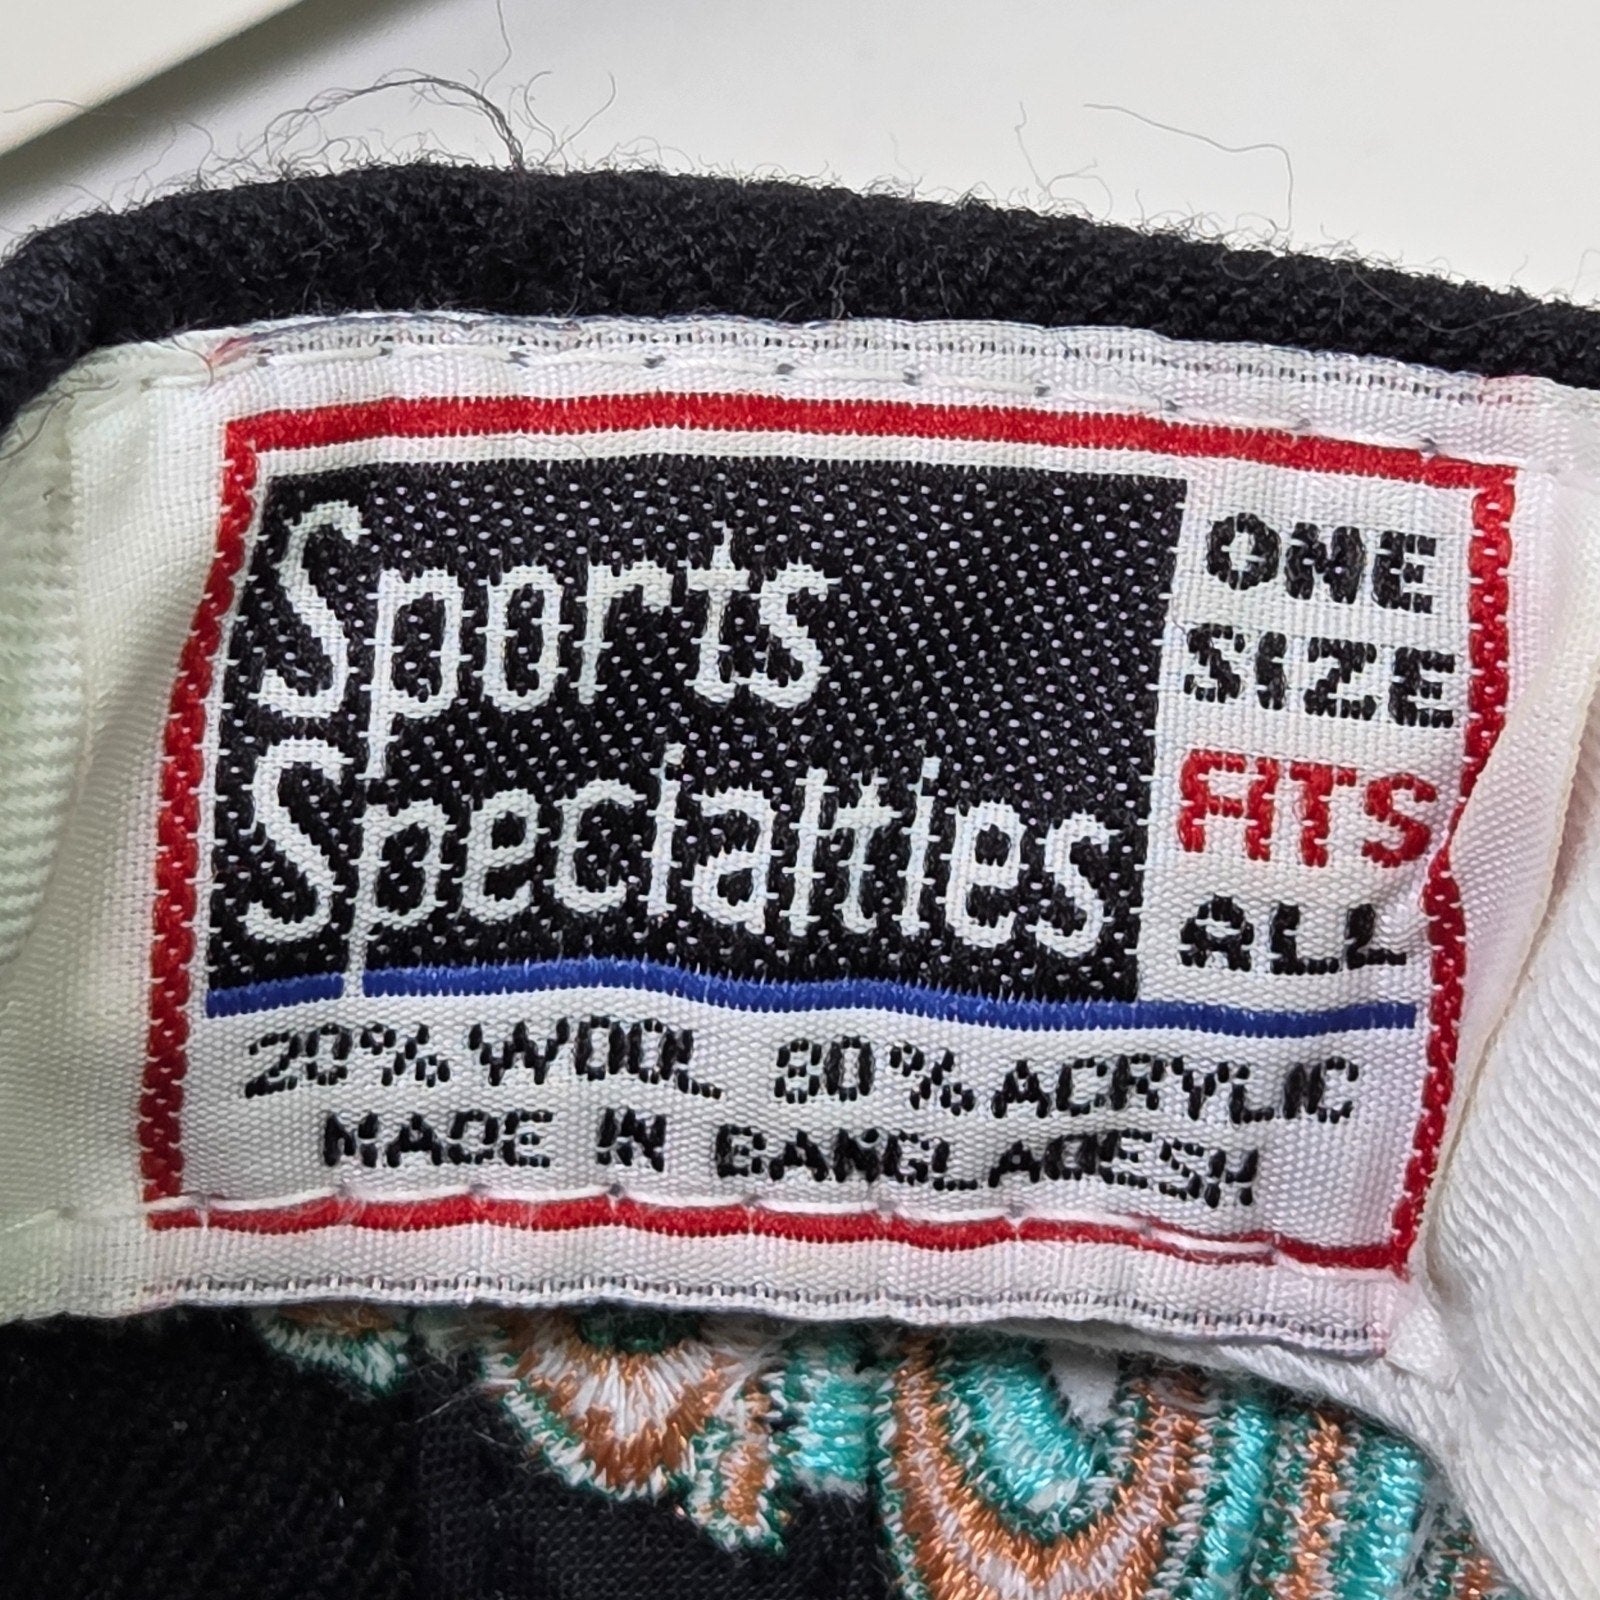 Sports
Specialties
ONE
SIZE
FITS
ALL
20% WOOL 80% ACRYLIC
MADE IN BANGLADESH